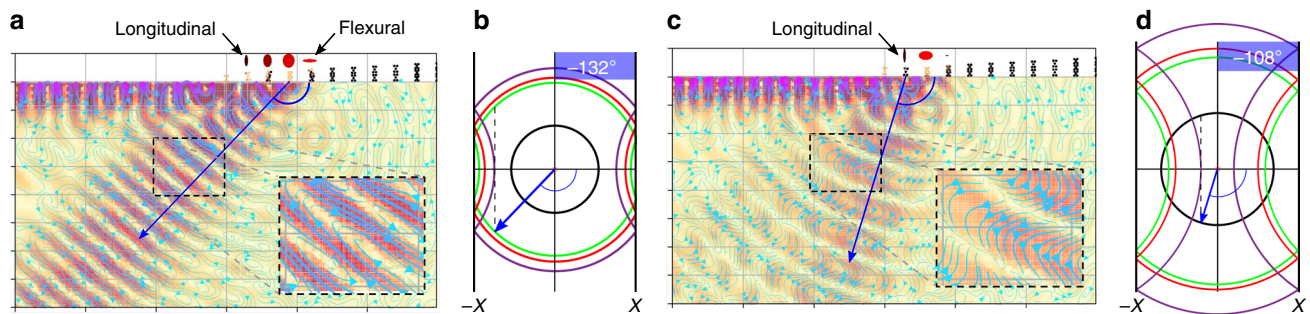 a
Longitudinal
Flexural
b
–132°
–X
X
c
Longitudinal
d
–108°
–X
X